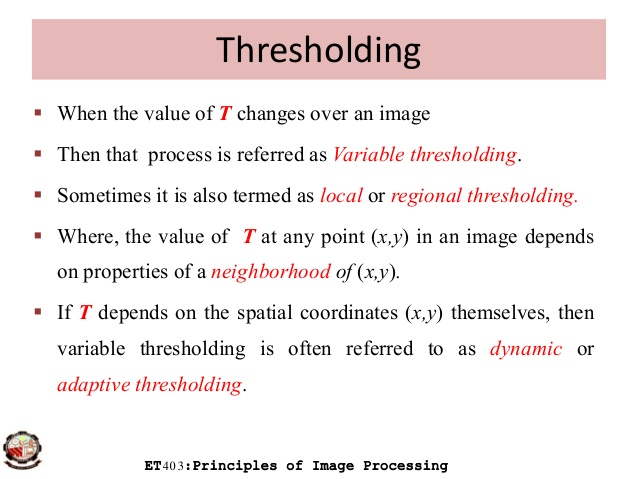 Thresholding
▪ When the value of T changes over an image
▪ Then that process is referred as Variable thresholding.
▪ Sometimes it is also termed as local or regional thresholding.
▪ Where, the value of T at any point (x,y) in an image depends
on properties of a neighborhood of (x,y).
▪ If T depends on the spatial coordinates (x,y) themselves, then
variable thresholding is often referred to as dynamic or
adaptive thresholding.
ET403:Principles of Image Processing